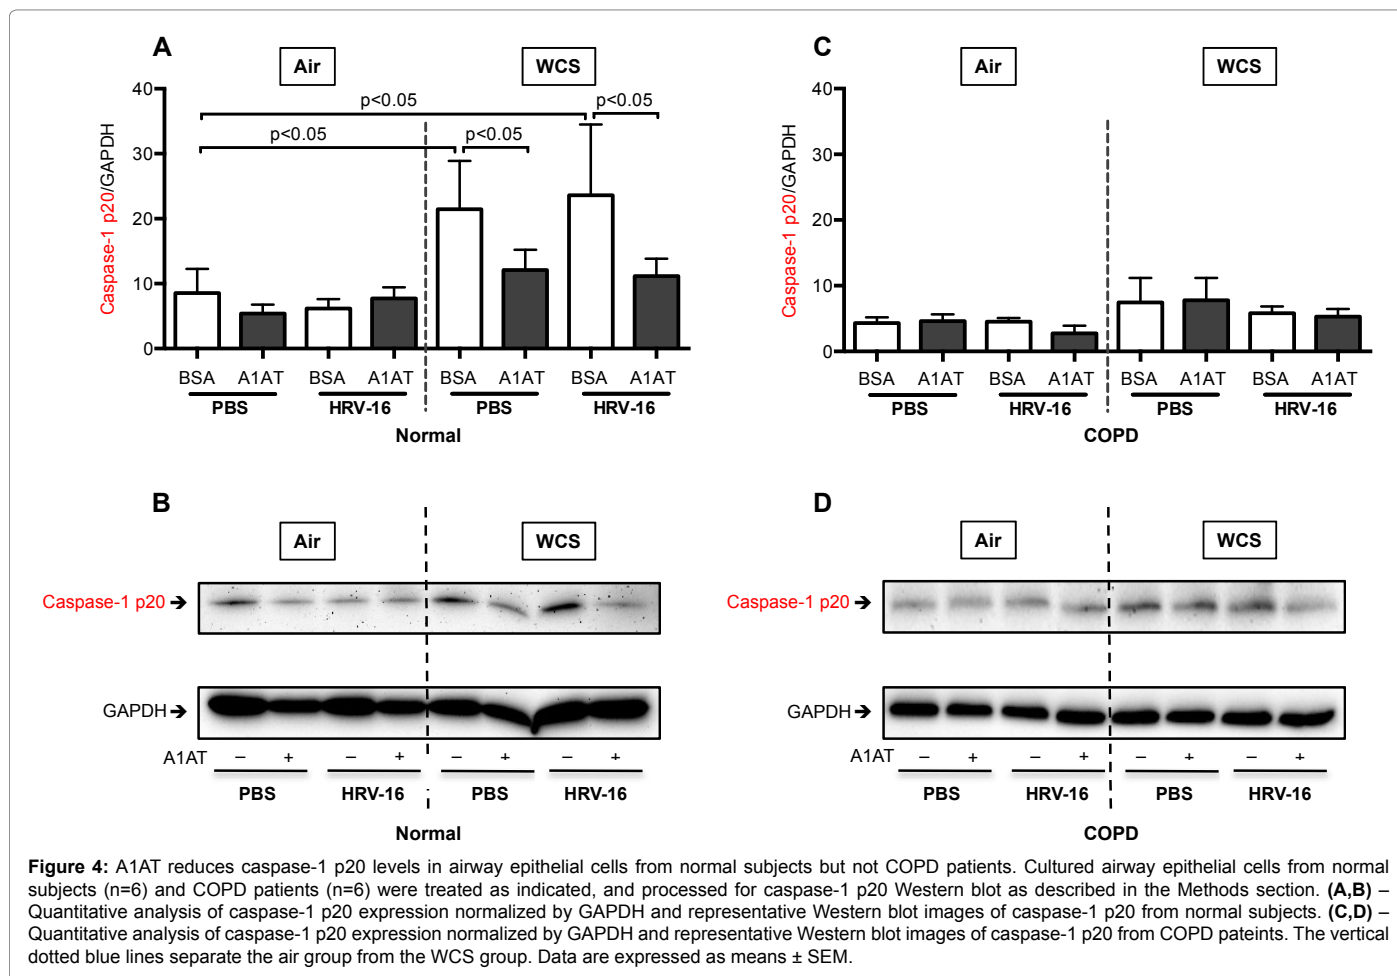 A
Air
WCS
Caspase-1 p20/GAPDH
40
30
20
10
0
p<0.05
p<0.05
p<0.05
p<0.05
BSA A1AT BSA A1AT BSA A1AT BSA A1AT
PBS HRV-16 PBS HRV-16
Normal
C
Air
WCS
Caspase-1 p20/GAPDH
40
30
20
10
0
BSA A1AT BSA A1AT BSA A1AT BSA A1AT
PBS HRV-16 PBS HRV-16
COPD
B
Air
WCS
Caspase-1 p20 ➔
GAPDH ➔
A1AT – + – + – + – +
PBS HRV-16 PBS HRV-16
Normal
D
Air
WCS
Caspase-1 p20 ➔
GAPDH ➔
A1AT – + – + – + – +
PBS HRV-16 PBS HRV-16
COPD
Figure 4: A1AT reduces caspase-1 p20 levels in airway epithelial cells from normal subjects but not COPD patients. Cultured airway epithelial cells from normal
subjects (n=6) and COPD patients (n=6) were treated as indicated, and processed for caspase-1 p20 Western blot as described in the Methods section. (A,B) –
Quantitative analysis of caspase-1 p20 expression normalized by GAPDH and representative Western blot images of caspase-1 p20 from normal subjects. (C,D) –
Quantitative analysis of caspase-1 p20 expression normalized by GAPDH and representative Western blot images of caspase-1 p20 from COPD pateints. The vertical
dotted blue lines separate the air group from the WCS group. Data are expressed as means ± SEM.